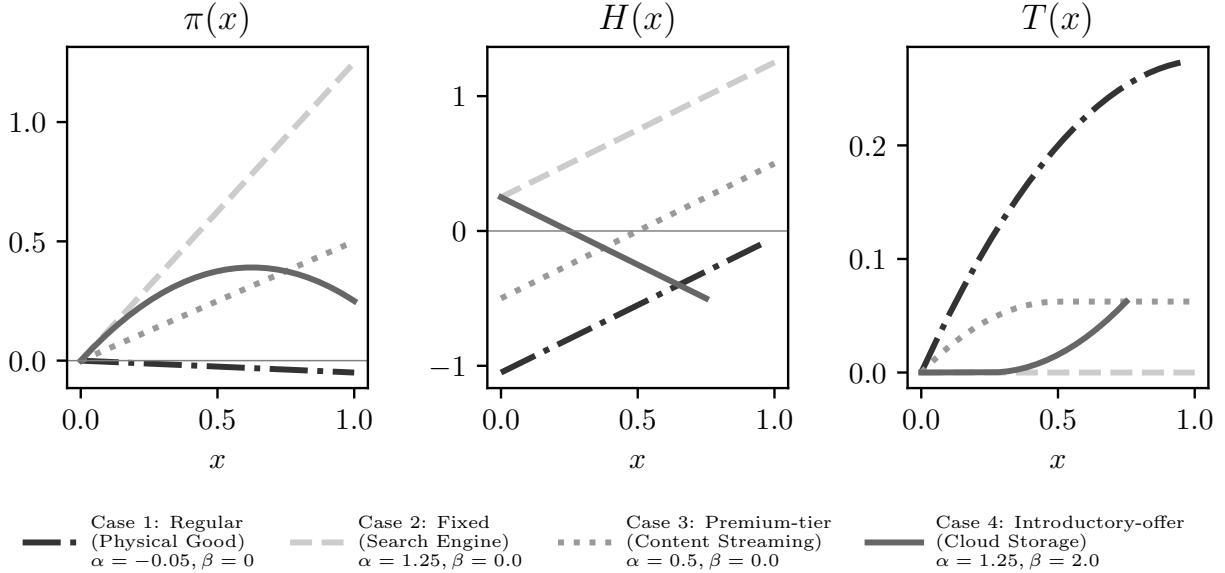 π(x)
1.0
0.5
0.0
0.0
0.5
1.0
x
H(x)
1
0
−1
0.0
0.5
1.0
x
T(x)
0.2
0.1
0.0
0.0
0.5
1.0
x
Case 1: Regular
(Physical Good)
α = −0.05, β = 0
Case 2: Fixed
(Search Engine)
α = 1.25, β = 0.0
Case 3: Premium-tier
(Content Streaming)
α = 0.5, β = 0.0
Case 4: Introductory-offer
(Cloud Storage)
α = 1.25, β = 2.0